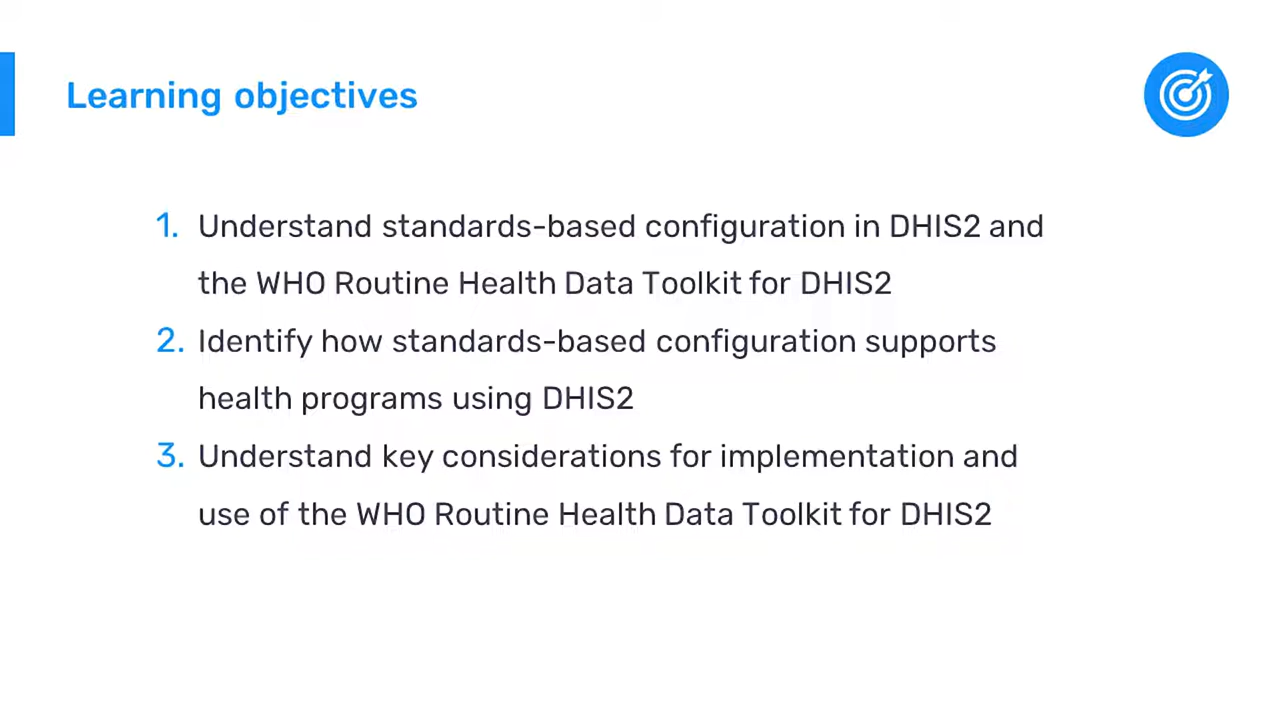 Learning objectives
1. Understand standards-based configuration in DHIS2 and
the WHO Routine Health Data Toolkit for DHIS2
2. Identify how standards-based configuration supports
health programs using DHIS2
3. Understand key considerations for implementation and
use of the WHO Routine Health Data Toolkit for DHIS2